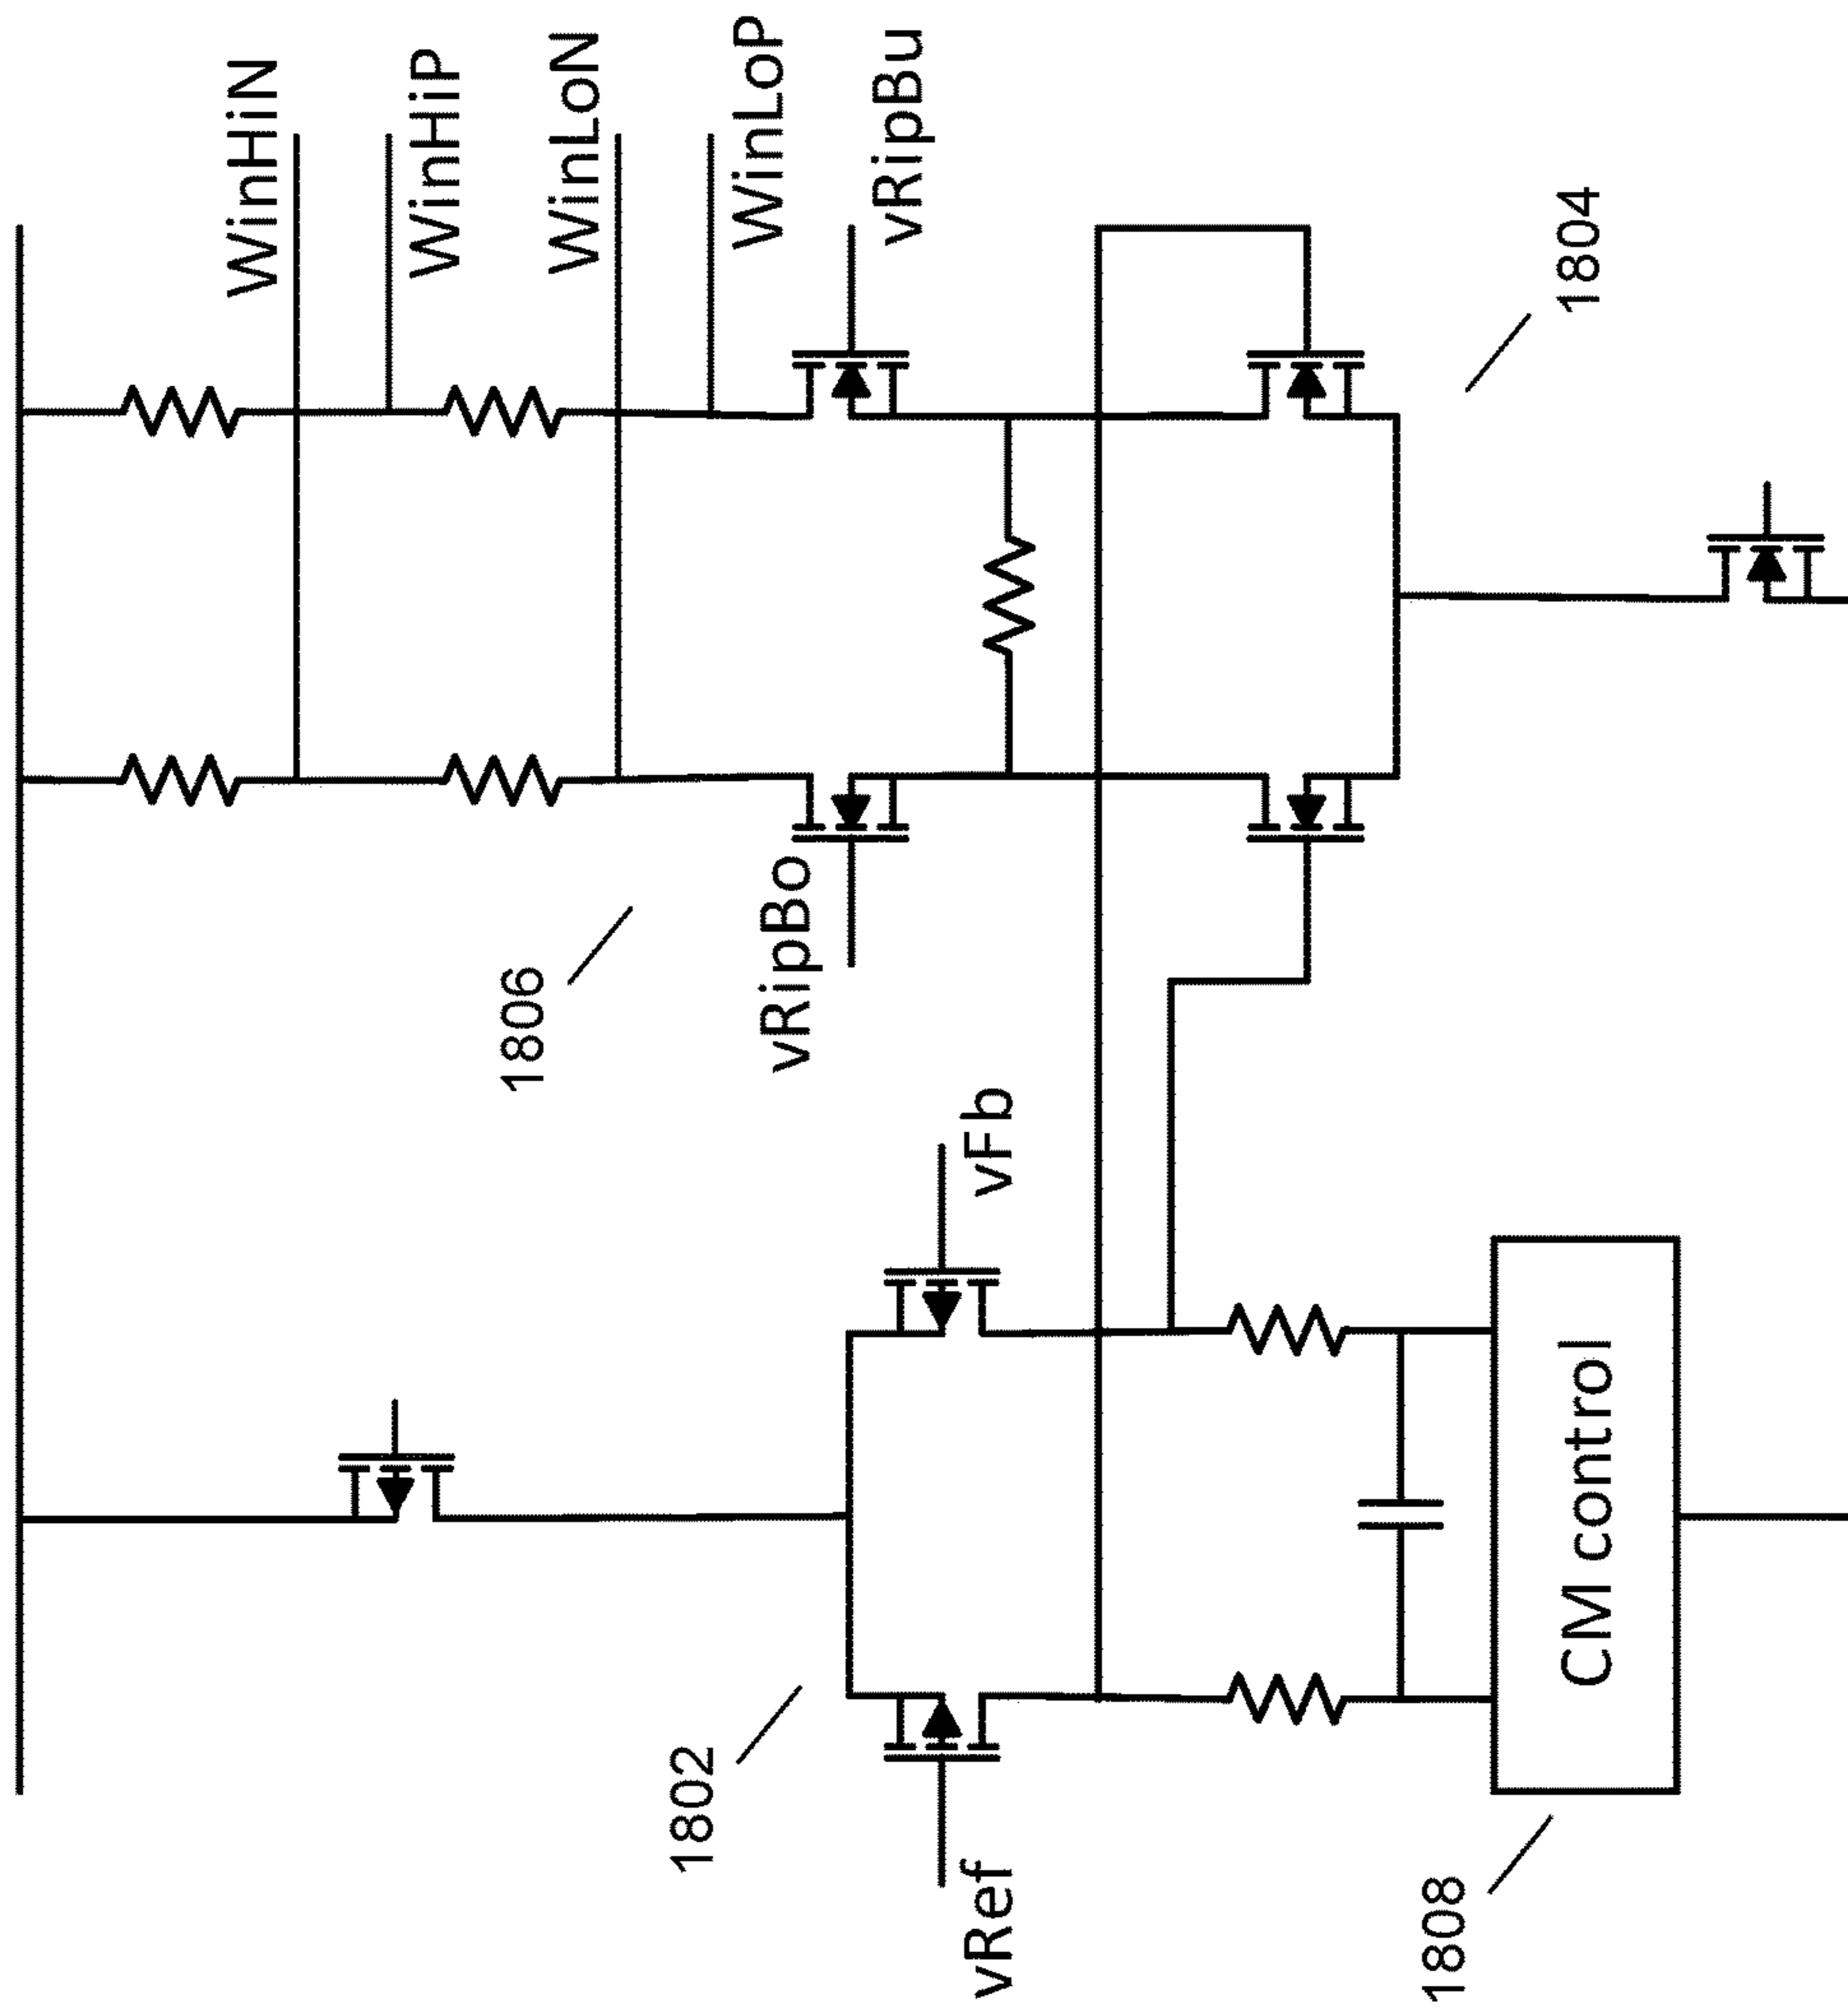 WinHiN
WinHiP
WinLoN
WinLoP
vRipBu
1804
1806
vRipBo
vFb
1802
vRef
CM control
1808